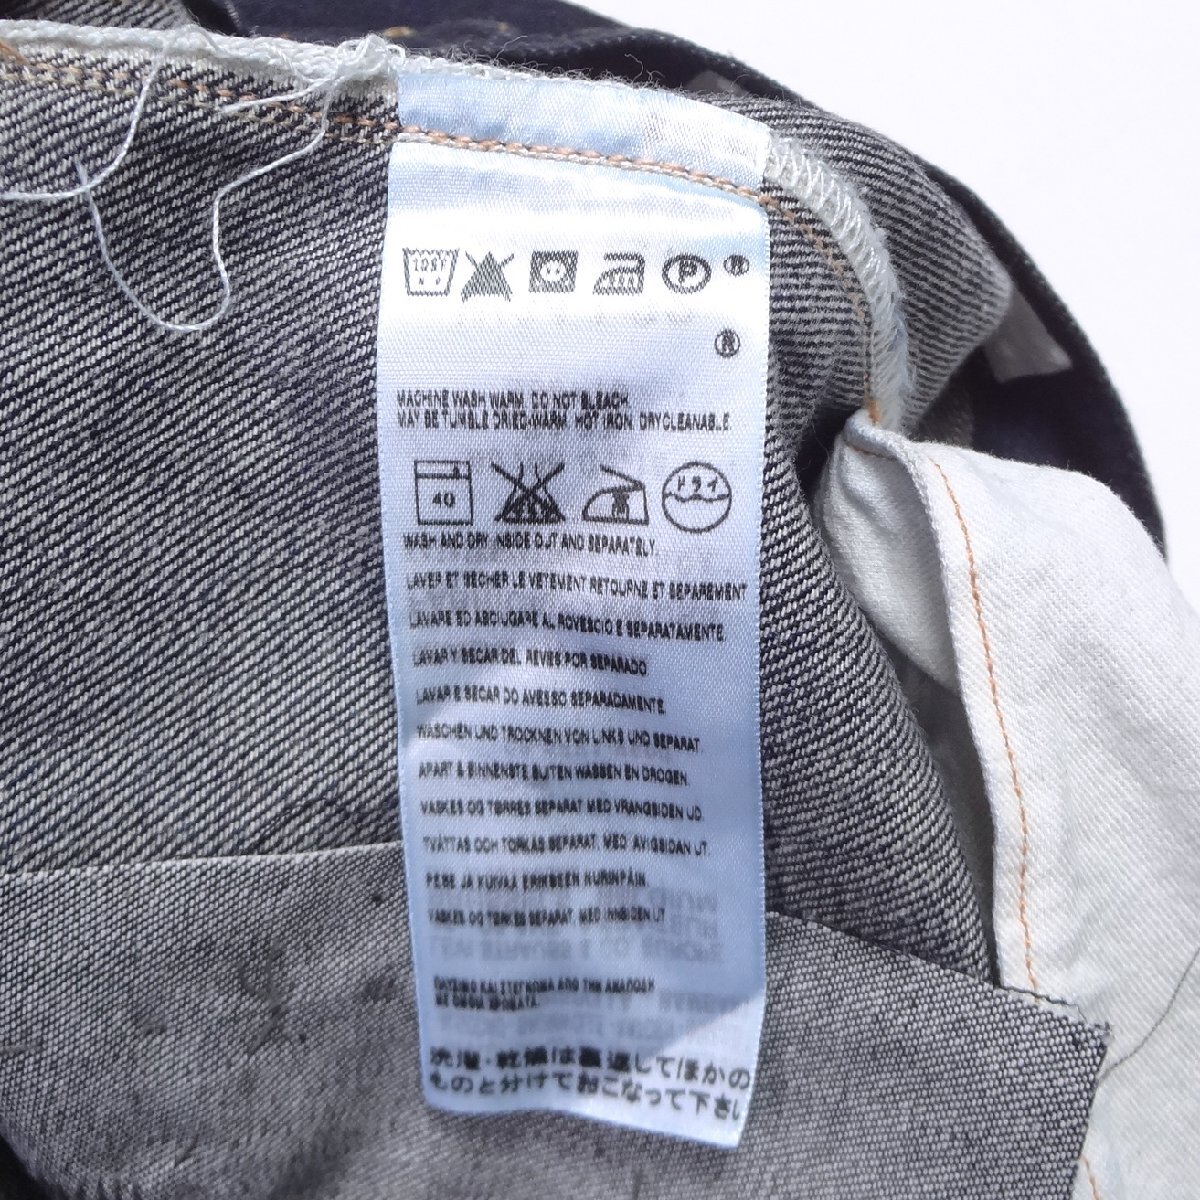 P ® ®
MACHINE WASH WARM. DO NOT BLEACH.
MAY BE TUMBLE DRIED-WARM. HOT IRON. DRYCLEANABLE.
40 ドライ
WASH AND DRY INSIDE OUT AND SEPARATELY.
LAVER ET SECHER LE VETEMENT RETOURNE ET SEPAREMENT
LAVARE ED ASCIUGARE AL ROVESCIO E SEPARATAMENTE.
LAVAR Y SECAR DEL REVES POR SEPARADO
LAVAR E SECAR DO AVESSO SEPARADAMENTE.
WASCHEN UND TROCKNEN VON LINKS UND SEPARAT.
APART & BINNENSTE BUITEN WASSEN EN DROGEN.
VASKES OG TØRRES SEPARAT MED VRANGSIDEN UD.
TVÄTTAS OCH TORKAS SEPARAT, MED AVIGSIDAN UT.
PESE JA KUIVAA ERIKSEEN NURINPÄIN.
VASKES OG TØRKES SEPARAT, MED INNSIDEN UT
洗濯・乾燥は裏返してほかの
ものと分けておこなって下さい